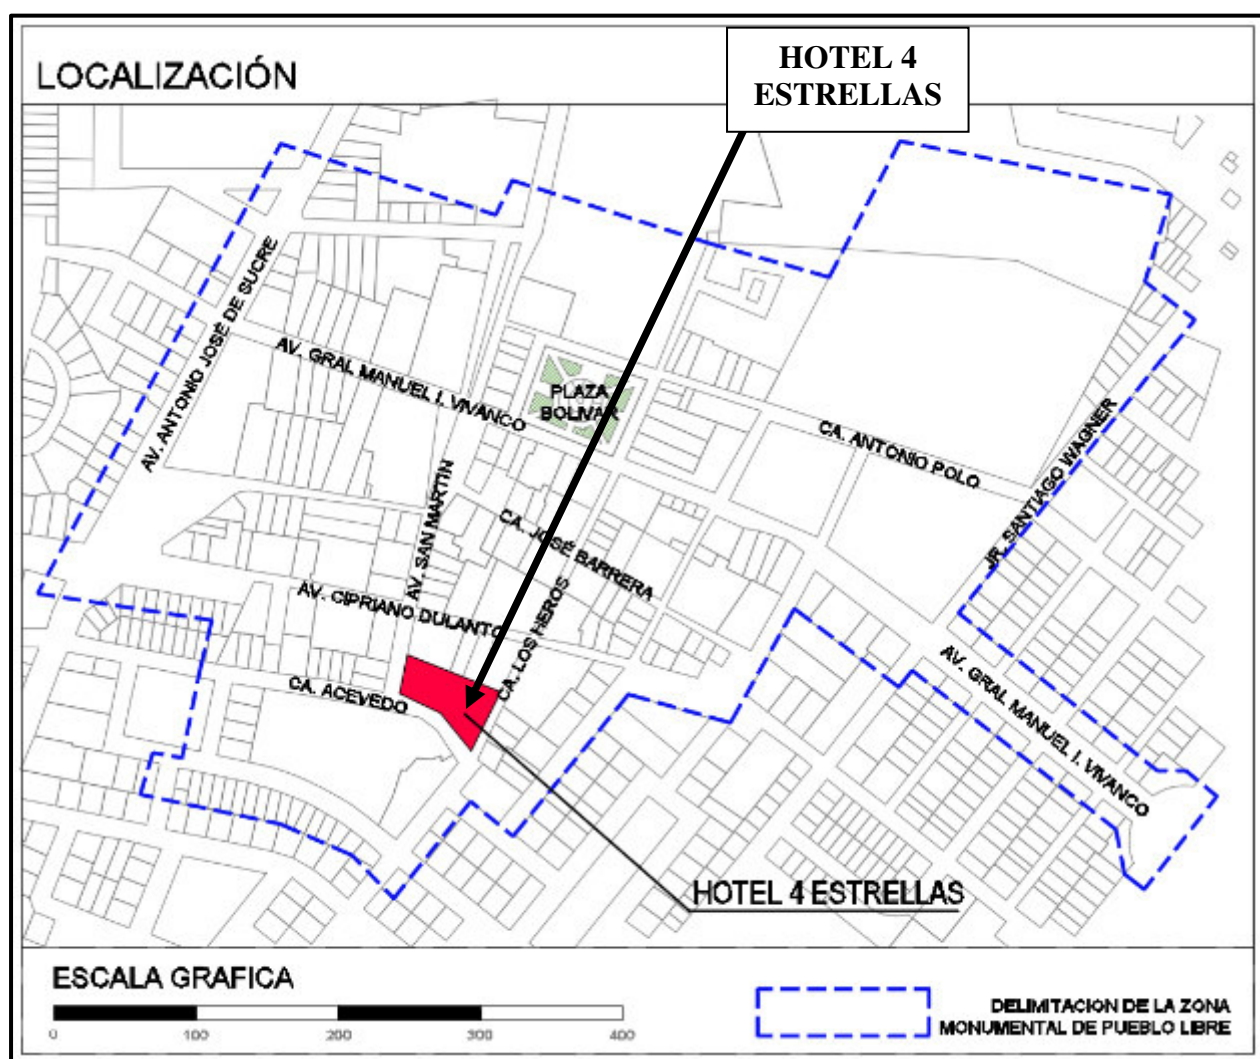 LOCALIZACIÓN
HOTEL 4
ESTRELLAS
AV. ANTONIO JOSÉ DE SUCRE
AV. GRAL MANUEL I. VIVANCO
PLAZA
BOLIVAR
CA. ANTONIO POLO
JR. SANTIAGO WAGNER
AV. SAN MARTIN
CA. JOSÉ BARRERA
AV. CIPRIANO DULANTO
CA. LOS HEROS
CA. ACEVEDO
AV. GRAL MANUEL I. VIVANCO
HOTEL 4 ESTRELLAS
ESCALA GRAFICA
0 100 200 300 400
DELIMITACION DE LA ZONA
MONUMENTAL DE PUEBLO LIBRE